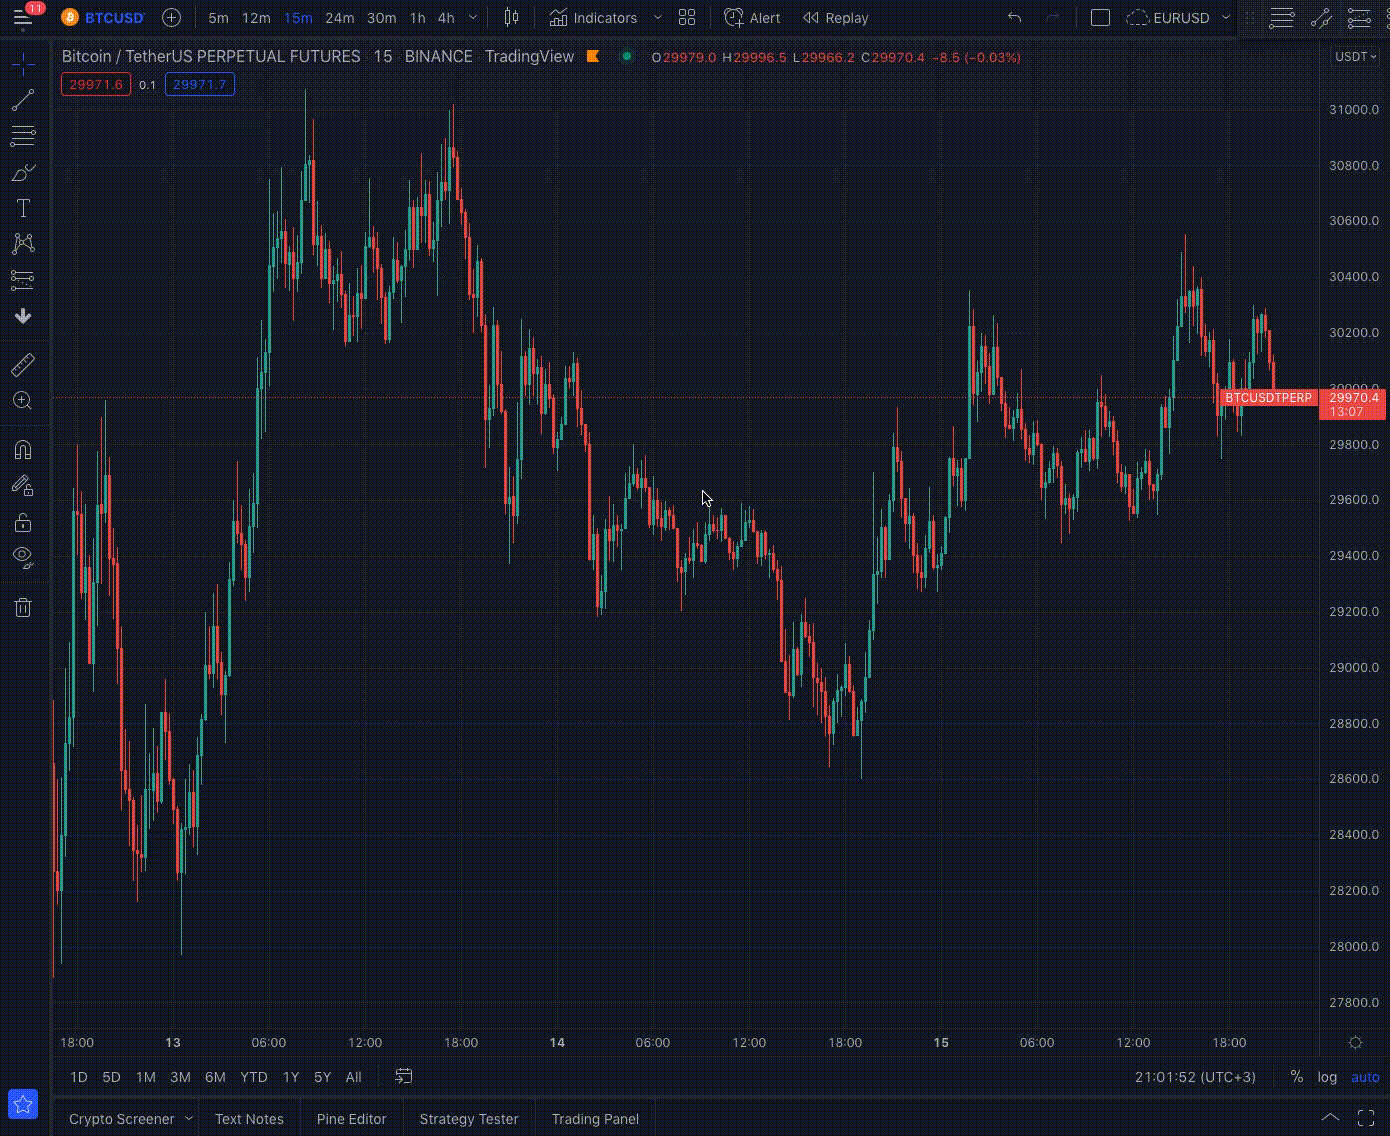 11
BTCUSD 5m 12m 15m 24m 30m 1h 4h Indicators Alert Replay EURUSD
Bitcoin / TetherUS PERPETUAL FUTURES 15 BINANCE TradingView O29979.0 H29996.5 L29966.2 C29970.4 −8.5 (−0.03%) USDT
29971.6 0.1 29971.7
31000.0
30800.0
30600.0
30400.0
30200.0
30000.0
BTCUSDTPERP 29970.4
13:07
29800.0
29600.0
29400.0
29200.0
29000.0
28800.0
28600.0
28400.0
28200.0
28000.0
27800.0
18:00 13 06:00 12:00 18:00 14 06:00 12:00 18:00 15 06:00 12:00 18:00
1D 5D 1M 3M 6M YTD 1Y 5Y All 21:01:52 (UTC+3) % log auto
Crypto Screener Text Notes Pine Editor Strategy Tester Trading Panel